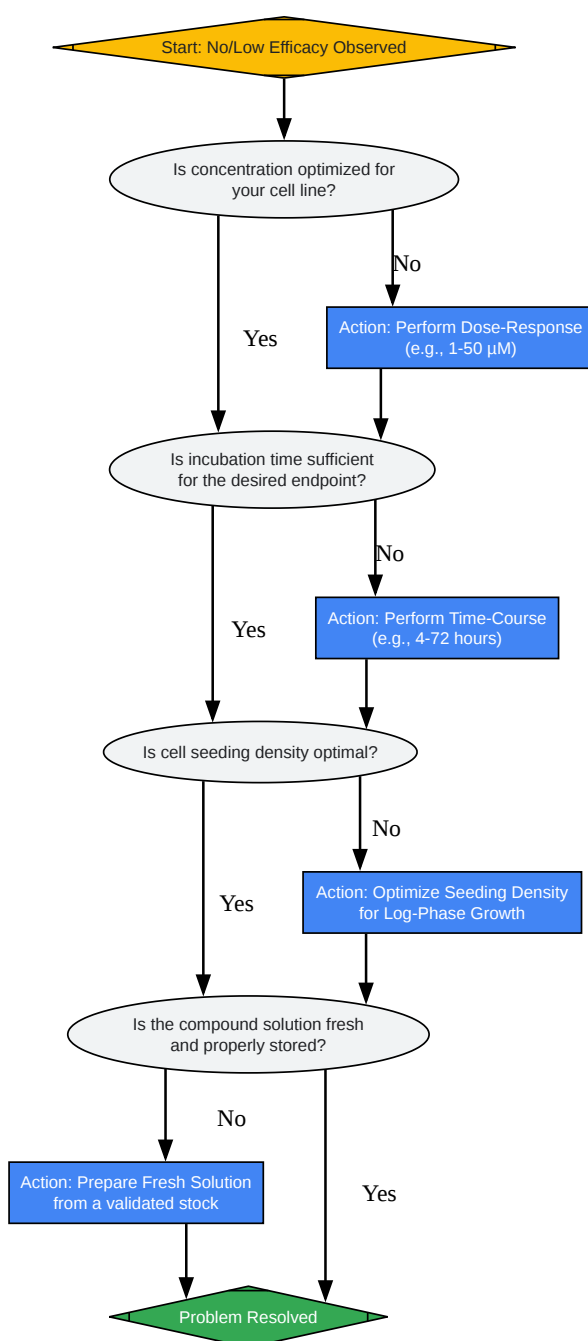 Start: No/Low Efficacy Observed
Is concentration optimized for
your cell line?
No
Yes
Action: Perform Dose-Response
(e.g., 1-50 µM)
Is incubation time sufficient
for the desired endpoint?
No
Yes
Action: Perform Time-Course
(e.g., 4-72 hours)
Is cell seeding density optimal?
No
Yes
Action: Optimize Seeding Density
for Log-Phase Growth
Is the compound solution fresh
and properly stored?
No
Yes
Action: Prepare Fresh Solution
from a validated stock
Problem Resolved